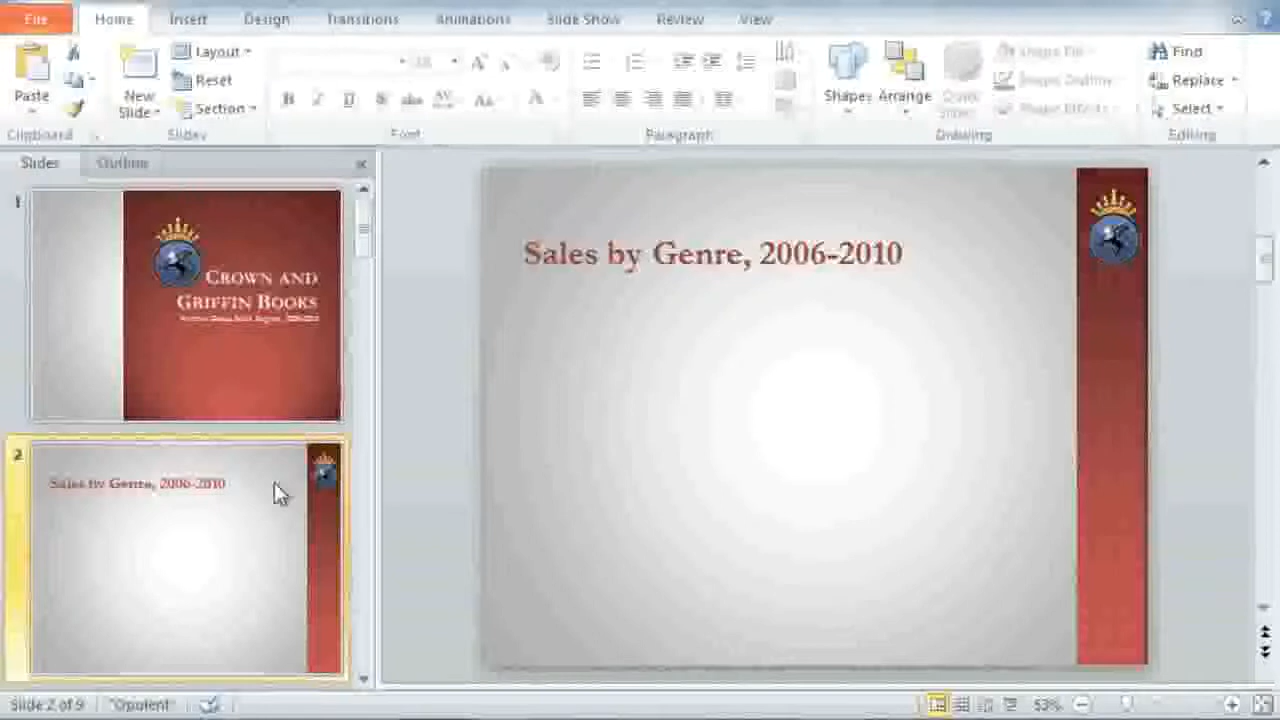 File Home Insert Design Transitions Animations Slide Show Review View
Paste
New
Slide
Layout
Reset
Section
Shapes
Arrange
Find
Replace
Select
Clipboard Slides Font Paragraph Drawing Editing
Slides Outline
1
CROWN AND
GRIFFIN BOOKS
2
Sales by Genre, 2006-2010
Sales by Genre, 2006-2010
Slide 2 of 9 "Opulent" 53%